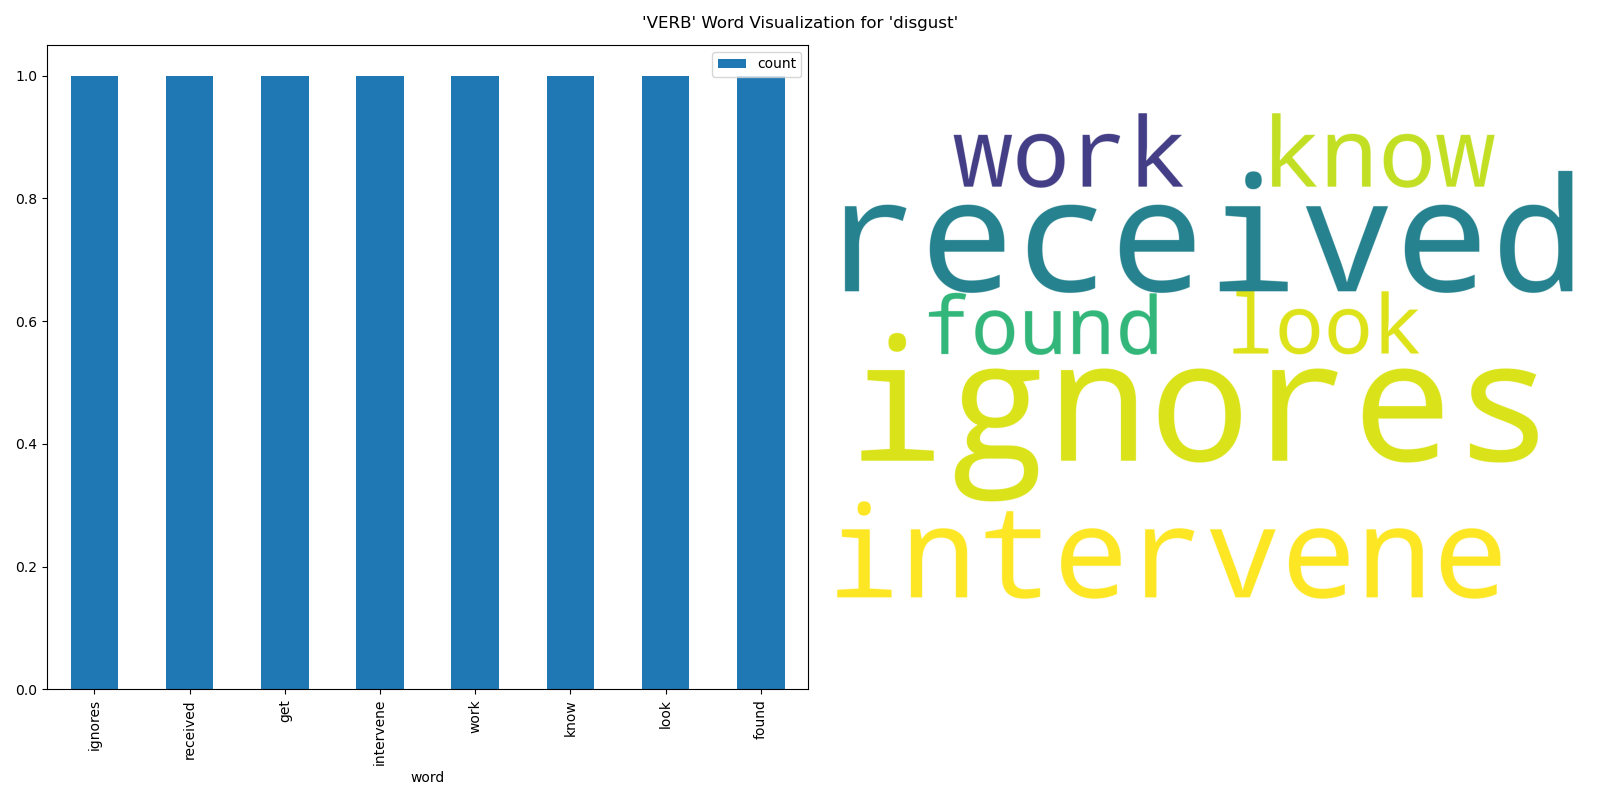 'VERB' Word Visualization for 'disgust'
count
1.0
0.8
0.6
0.4
0.2
0.0
ignores
received
get
intervene
work
know
look
found
word
work know
received
found look
ignores
intervene